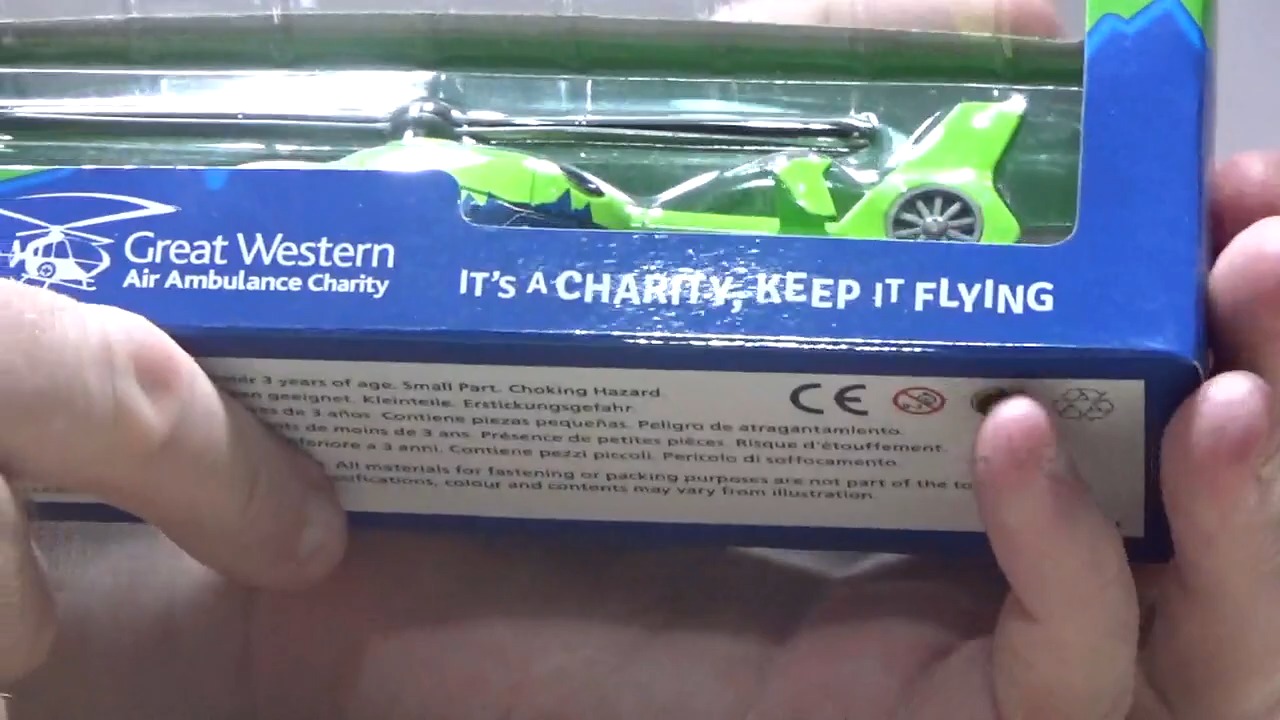 Great Western
Air Ambulance Charity
IT'S A CHARITY, KEEP IT FLYING
3 years of age. Small Part. Choking Hazard.
geeignet. Kleinteile. Erstickungsgefahr.
de 3 años. Contiene piezas pequeñas. Peligro de atragantamiento.
de moins de 3 ans. Présence de petites pièces. Risque d'étouffement.
a 3 anni. Contiene pezzi piccoli. Pericolo di soffocamento.
All materials for fastening or packing purposes are not part of the
colour and contents may vary from illustration.
CE